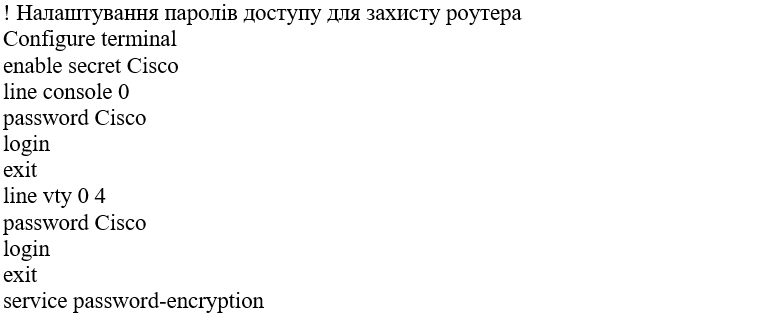 ! Налаштування паролів доступу для захисту роутера
Configure terminal
enable secret Cisco
line console 0
password Cisco
login
exit
line vty 0 4
password Cisco
login
exit
service password-encryption